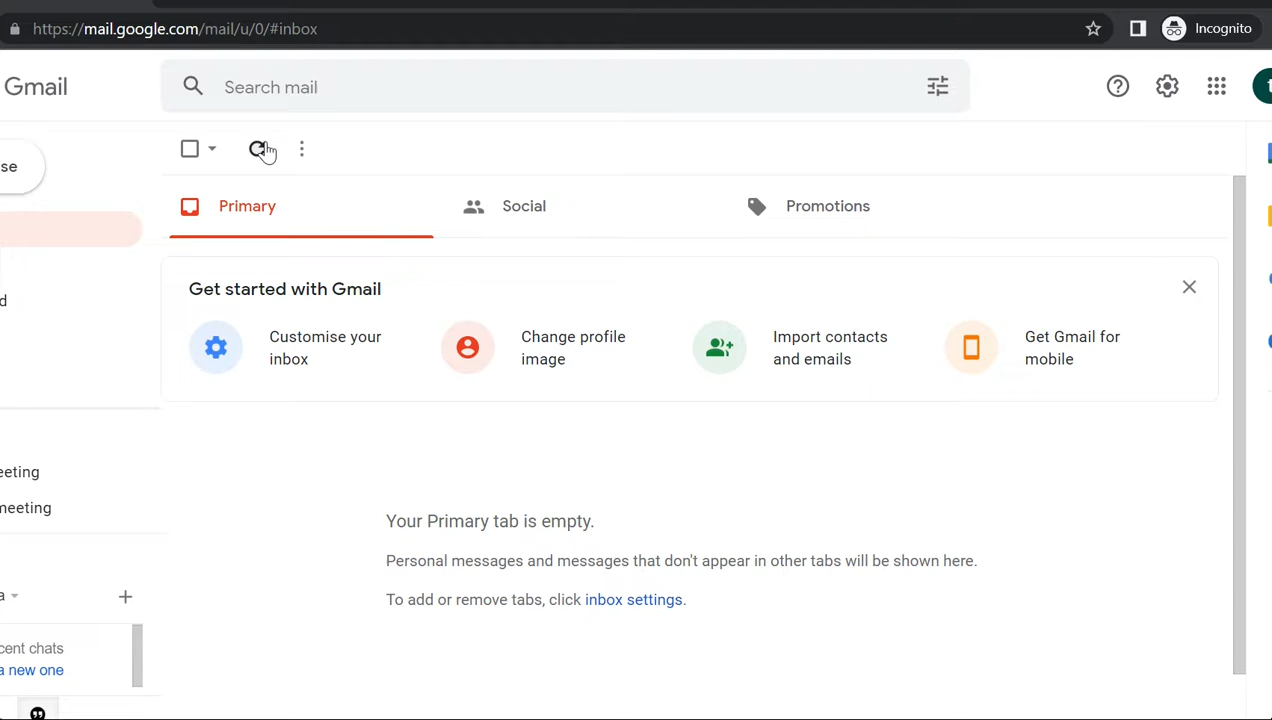 https://mail.google.com/mail/u/0/#inbox
Incognito
Gmail
Search mail
se
Primary
Social
Promotions
Get started with Gmail
d
Customise your
inbox
Change profile
image
Import contacts
and emails
Get Gmail for
mobile
eeting
meeting
Your Primary tab is empty.
Personal messages and messages that don't appear in other tabs will be shown here.
To add or remove tabs, click inbox settings.
a
cent chats
a new one